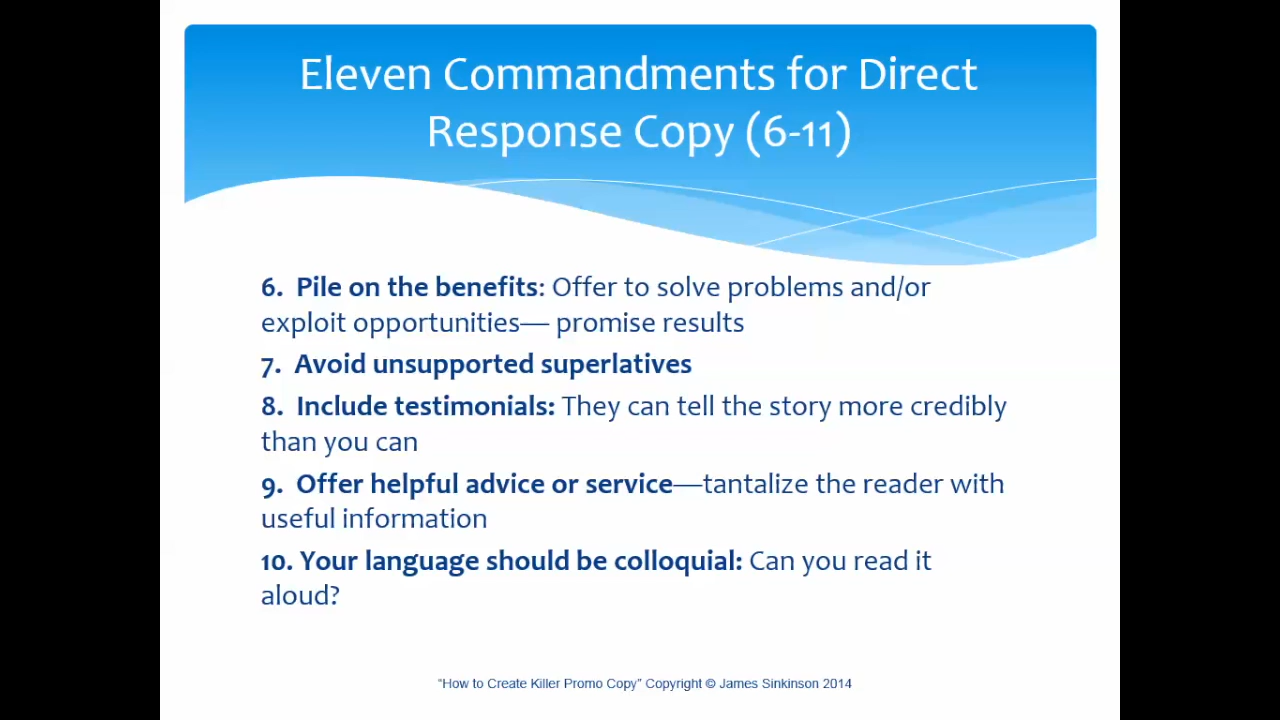 Eleven Commandments for Direct
Response Copy (6-11)
6. Pile on the benefits: Offer to solve problems and/or
exploit opportunities— promise results
7. Avoid unsupported superlatives
8. Include testimonials: They can tell the story more credibly
than you can
9. Offer helpful advice or service—tantalize the reader with
useful information
10. Your language should be colloquial: Can you read it
aloud?
"How to Create Killer Promo Copy" Copyright © James Sinkinson 2014